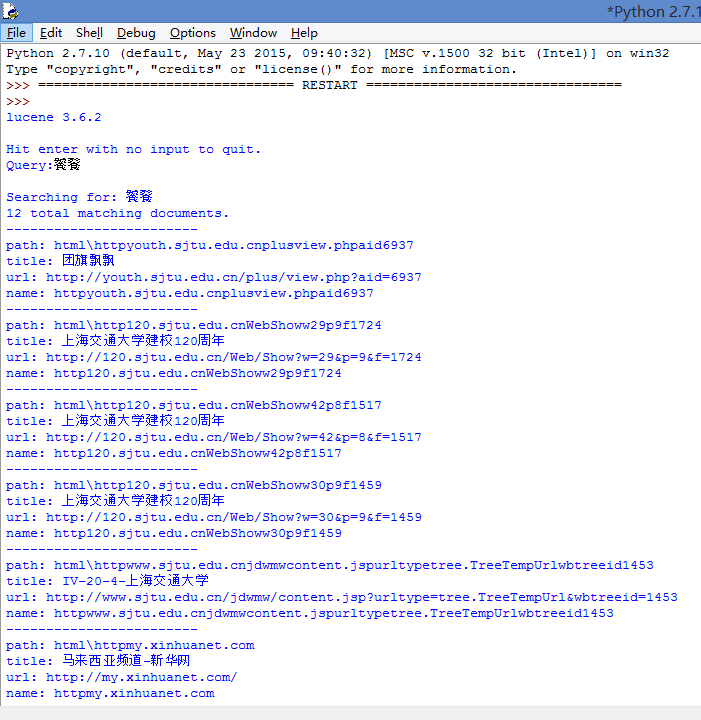 *Python 2.7.1
File Edit Shell Debug Options Window Help
Python 2.7.10 (default, May 23 2015, 09:40:32) [MSC v.1500 32 bit (Intel)] on win32
Type "copyright", "credits" or "license()" for more information.
>>> ================================ RESTART ================================
>>>
lucene 3.6.2
Hit enter with no input to quit.
Query:饕餮
Searching for: 饕餮
12 total matching documents.
------------------------
path: html\httpyouth.sjtu.edu.cnplusview.phpaid6937
title: 团旗飘飘
url: http://youth.sjtu.edu.cn/plus/view.php?aid=6937
name: httpyouth.sjtu.edu.cnplusview.phpaid6937
------------------------
path: html\http120.sjtu.edu.cnWebShoww29p9f1724
title: 上海交通大学建校120周年
url: http://120.sjtu.edu.cn/Web/Show?w=29&p=9&f=1724
name: http120.sjtu.edu.cnWebShoww29p9f1724
------------------------
path: html\http120.sjtu.edu.cnWebShoww42p8f1517
title: 上海交通大学建校120周年
url: http://120.sjtu.edu.cn/Web/Show?w=42&p=8&f=1517
name: http120.sjtu.edu.cnWebShoww42p8f1517
------------------------
path: html\http120.sjtu.edu.cnWebShoww30p9f1459
title: 上海交通大学建校120周年
url: http://120.sjtu.edu.cn/Web/Show?w=30&p=9&f=1459
name: http120.sjtu.edu.cnWebShoww30p9f1459
------------------------
path: html\httpwww.sjtu.edu.cnjdwmwcontent.jspurltypetree.TreeTempUrlwbtreeid1453
title: IV-20-4-上海交通大学
url: http://www.sjtu.edu.cn/jdwmw/content.jsp?urltype=tree.TreeTempUrl&wbtreeid=1453
name: httpwww.sjtu.edu.cnjdwmwcontent.jspurltypetree.TreeTempUrlwbtreeid1453
------------------------
path: html\httpmy.xinhuanet.com
title: 马来西亚频道-新华网
url: http://my.xinhuanet.com/
name: httpmy.xinhuanet.com